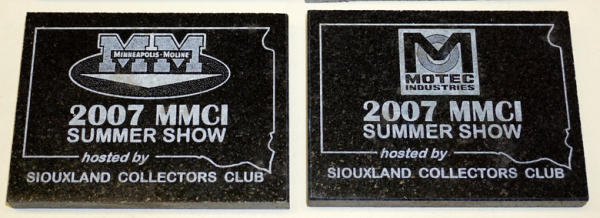 MM
MINNEAPOLIS-MOLINE
2007 MMCI
SUMMER SHOW
hosted by
SIOUXLAND COLLECTORS CLUB
M
MOTEC
INDUSTRIES
2007 MMCI
SUMMER SHOW
hosted by
SIOUXLAND COLLECTORS CLUB